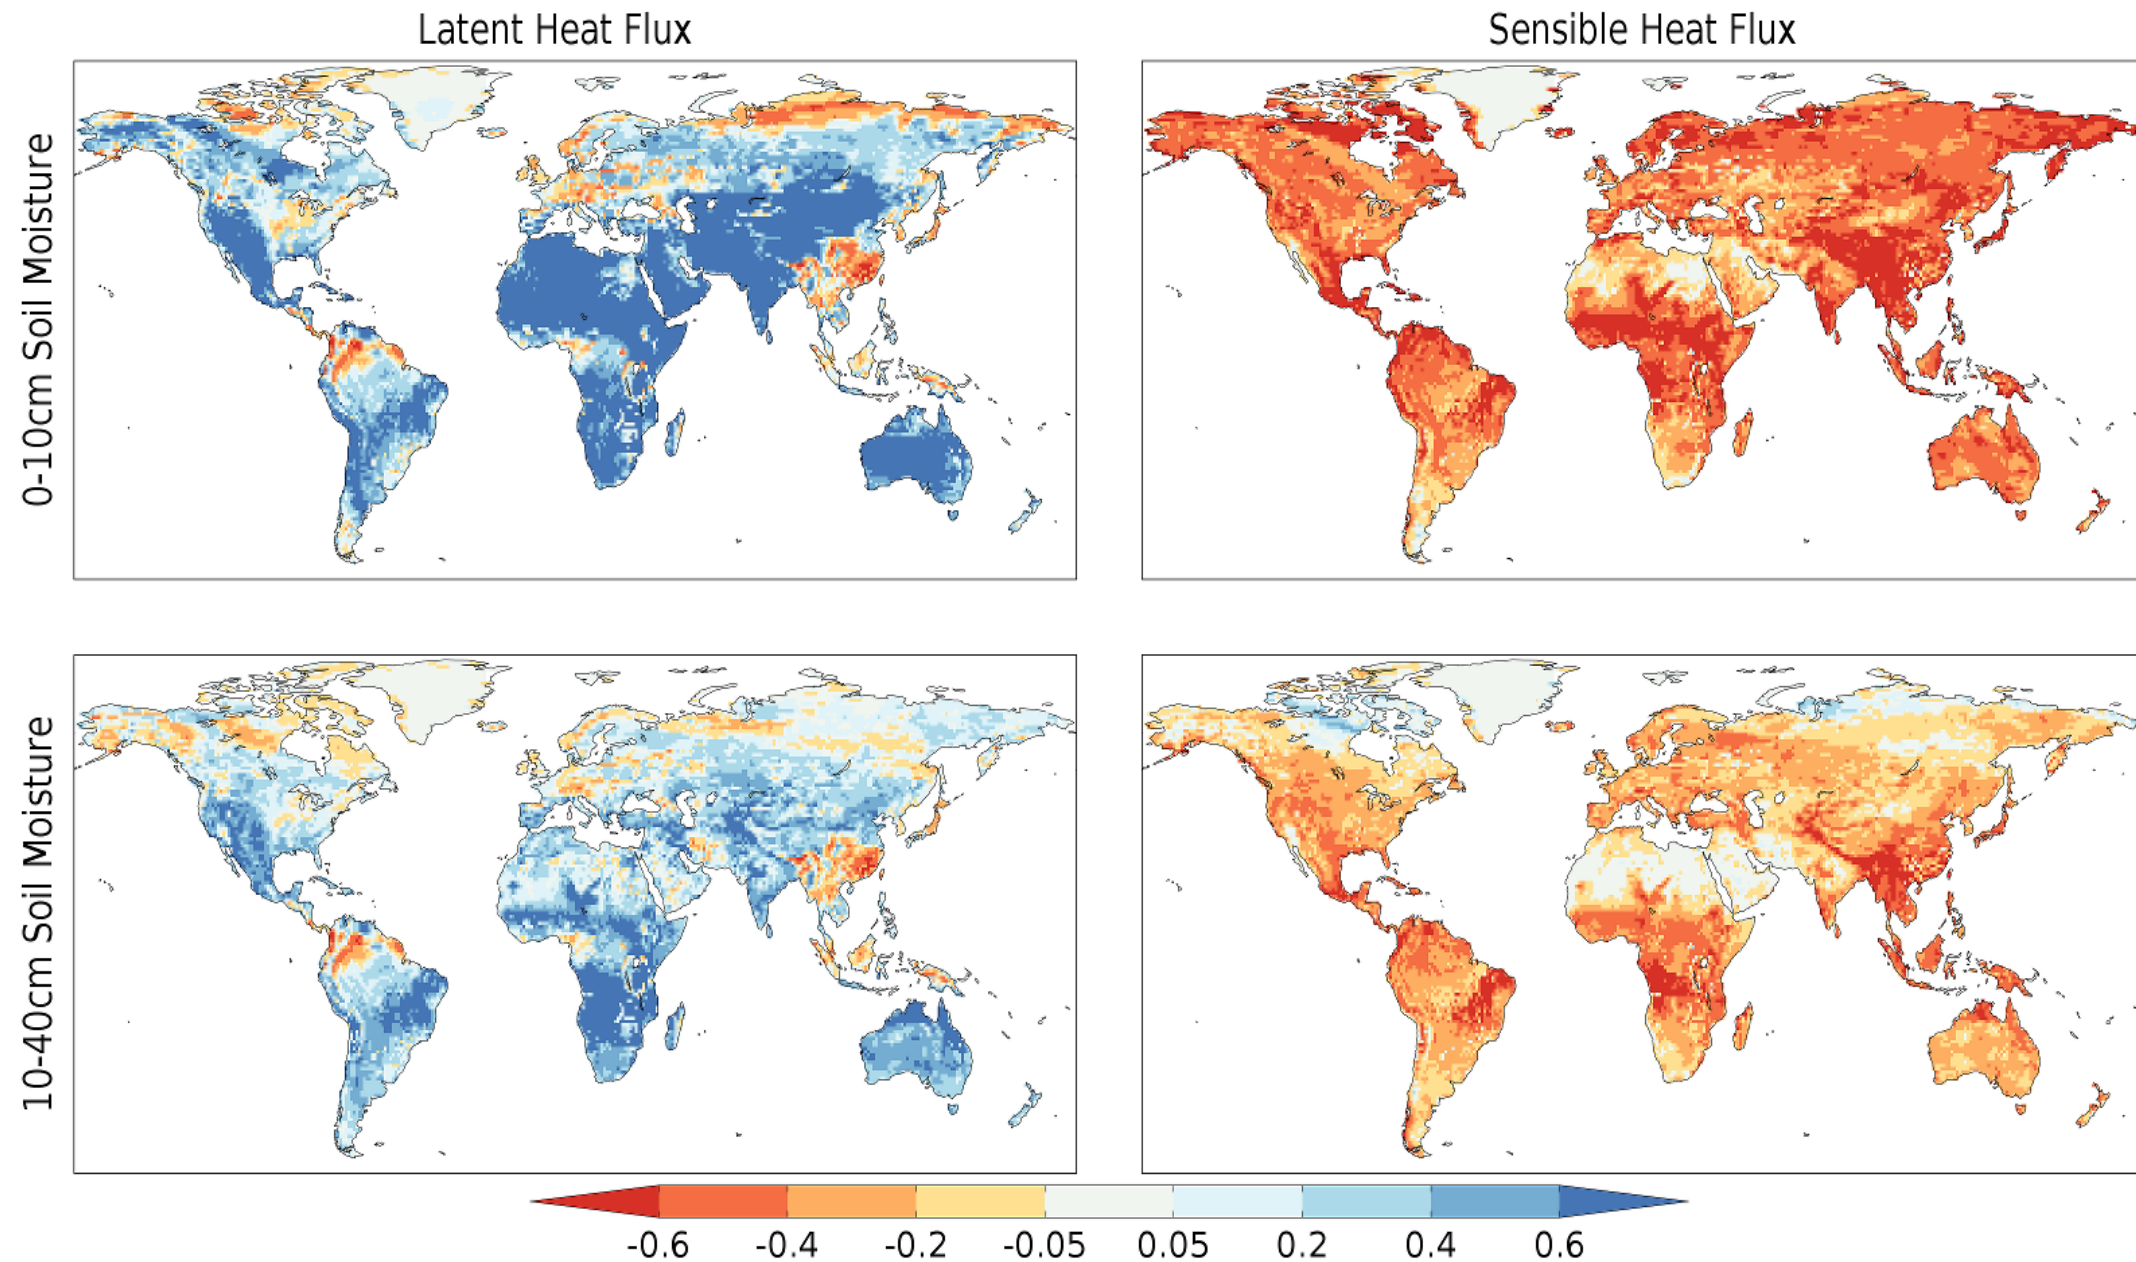 Latent Heat Flux
Sensible Heat Flux
0-10cm Soil Moisture
10-40cm Soil Moisture
-0.6 -0.4 -0.2 -0.05 0.05 0.2 0.4 0.6